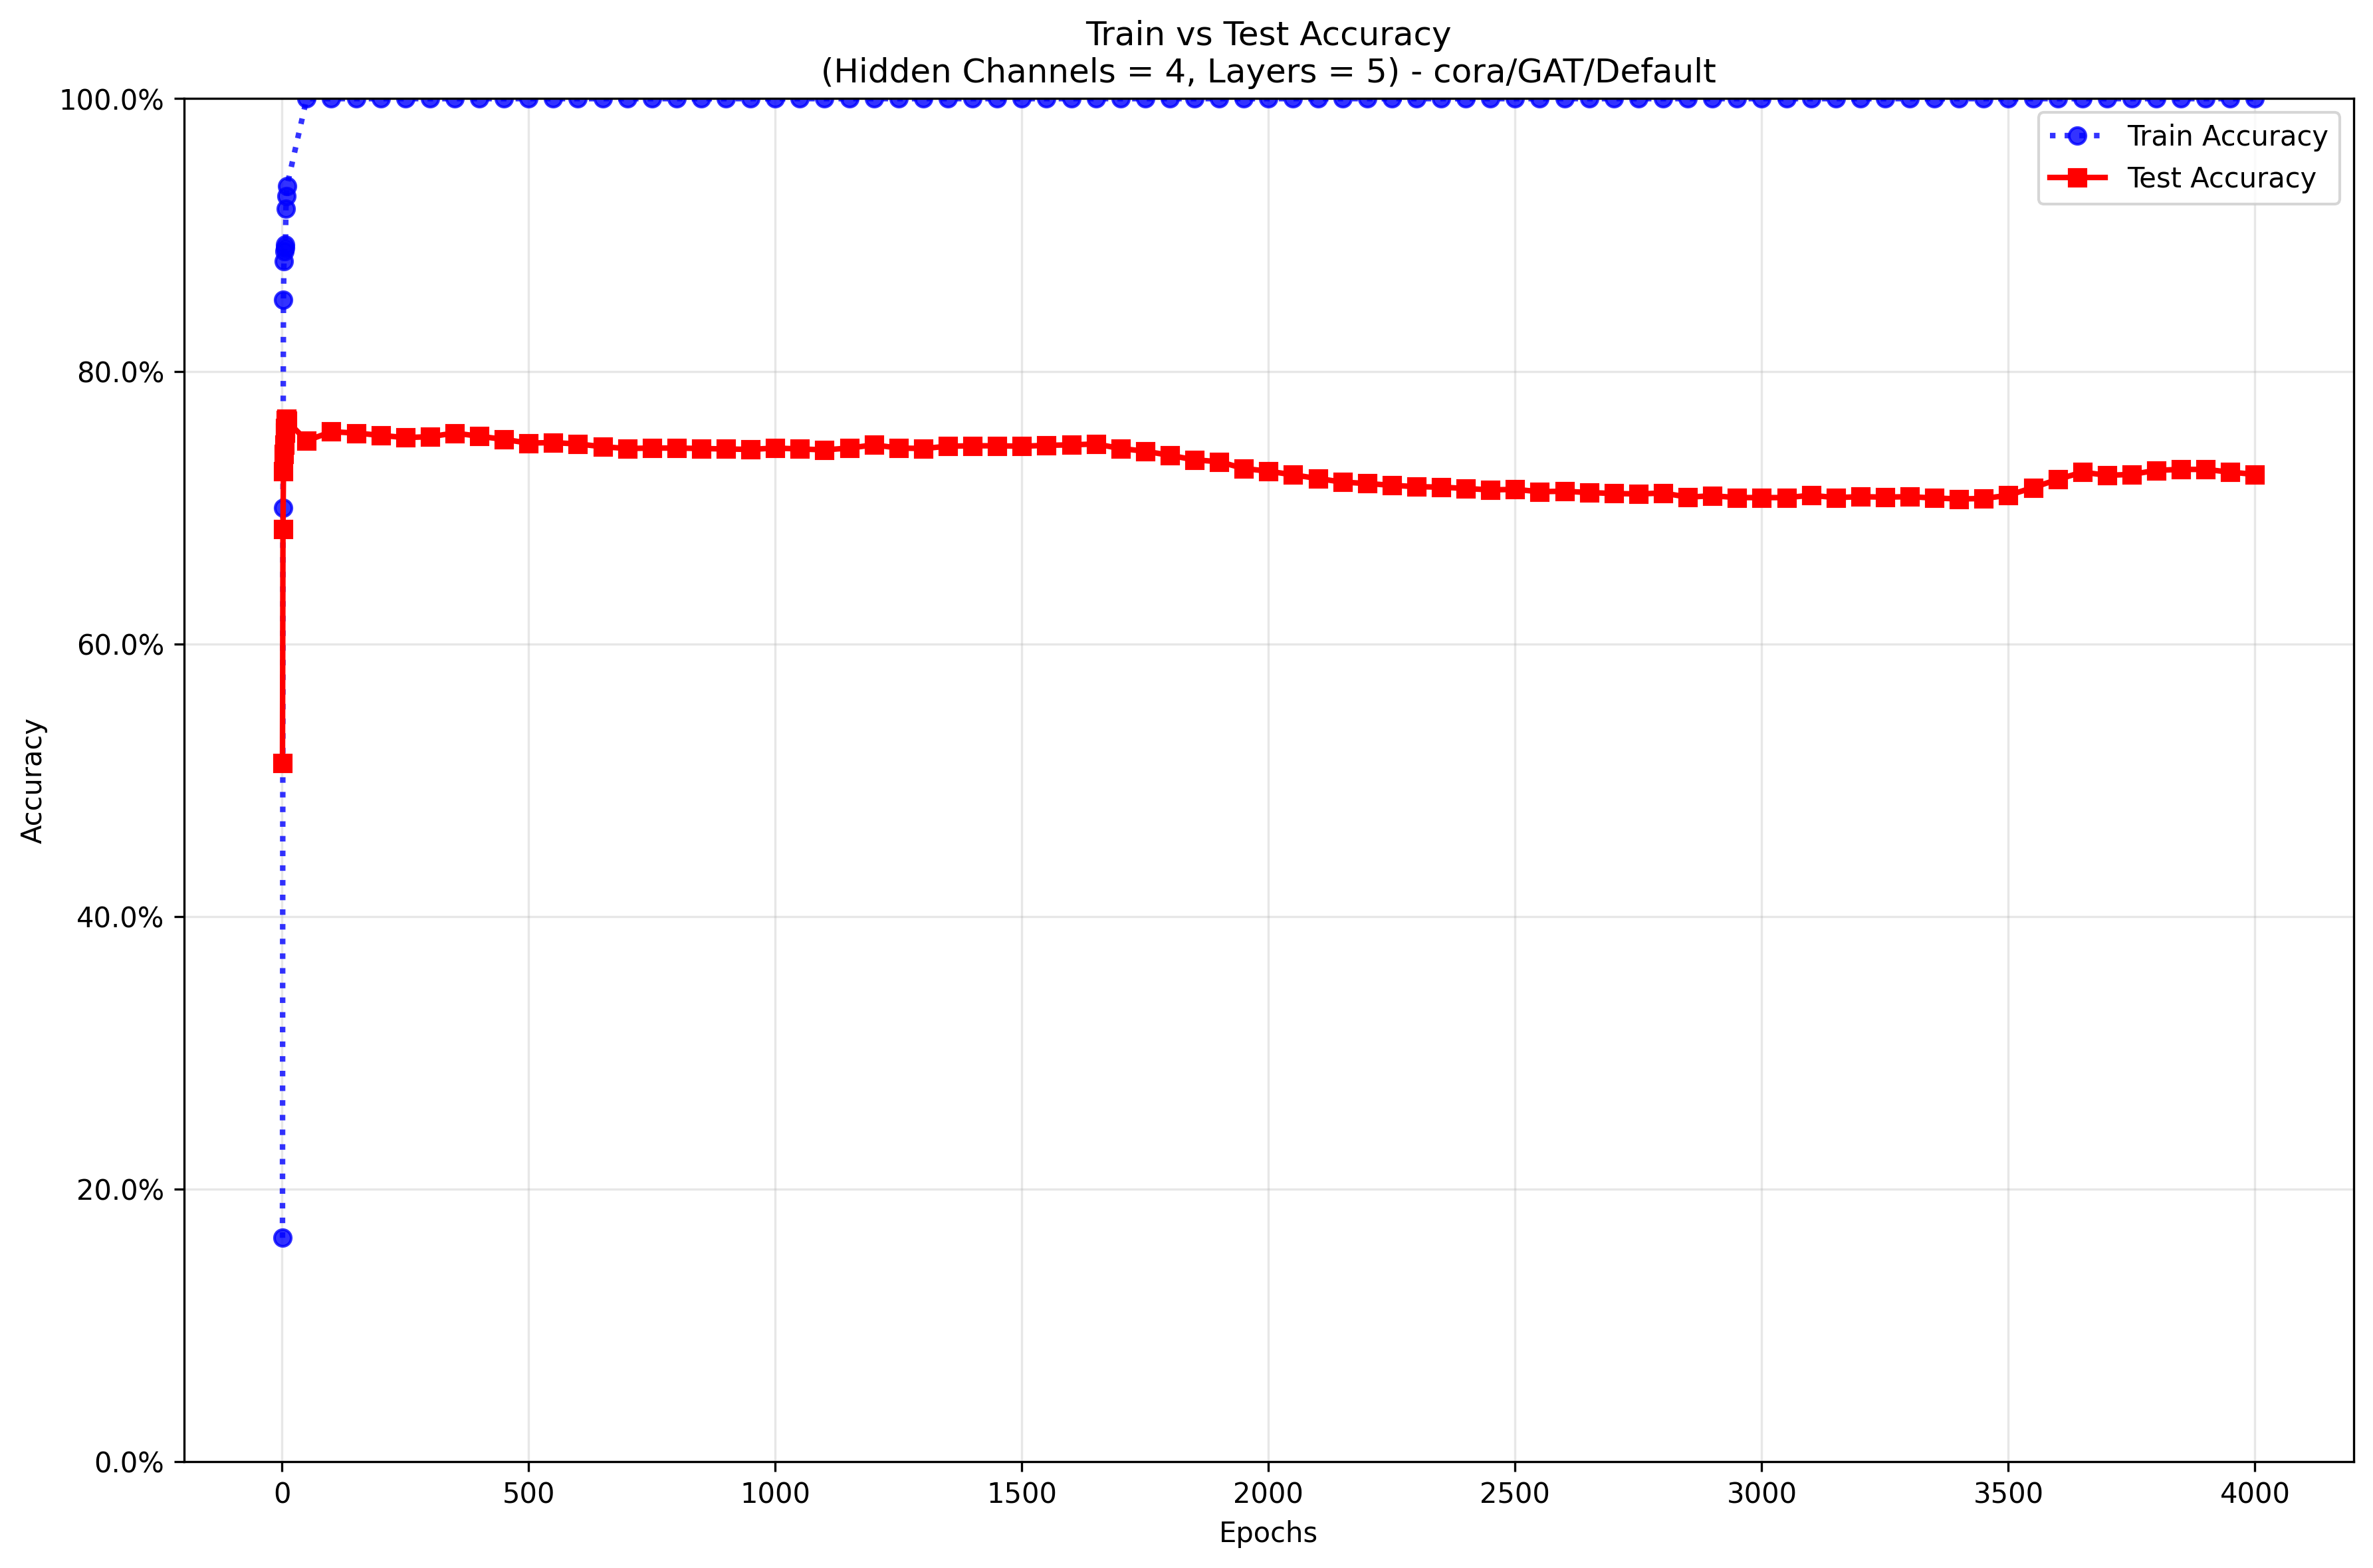 Train vs Test Accuracy
(Hidden Channels = 4, Layers = 5) - cora/GAT/Default
100.0%
80.0%
60.0%
40.0%
20.0%
0.0%
Accuracy
Train Accuracy
Test Accuracy
0 500 1000 1500 2000 2500 3000 3500 4000
Epochs